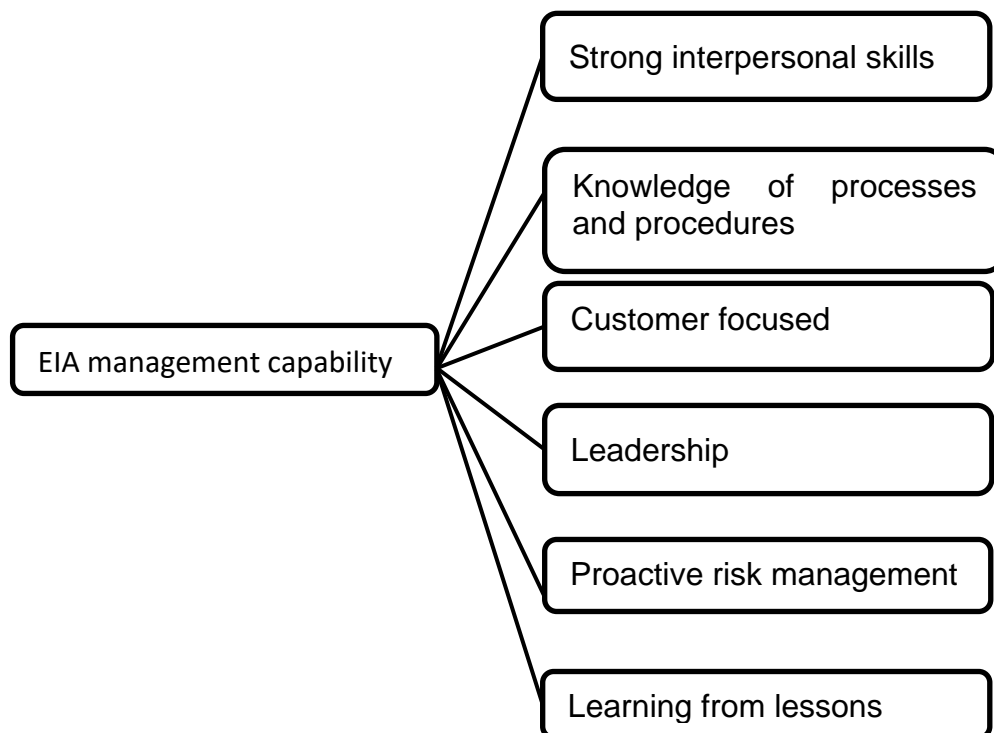 Strong interpersonal skills
Knowledge of processes
and procedures
Customer focused
EIA management capability
Leadership
Proactive risk management
Learning from lessons